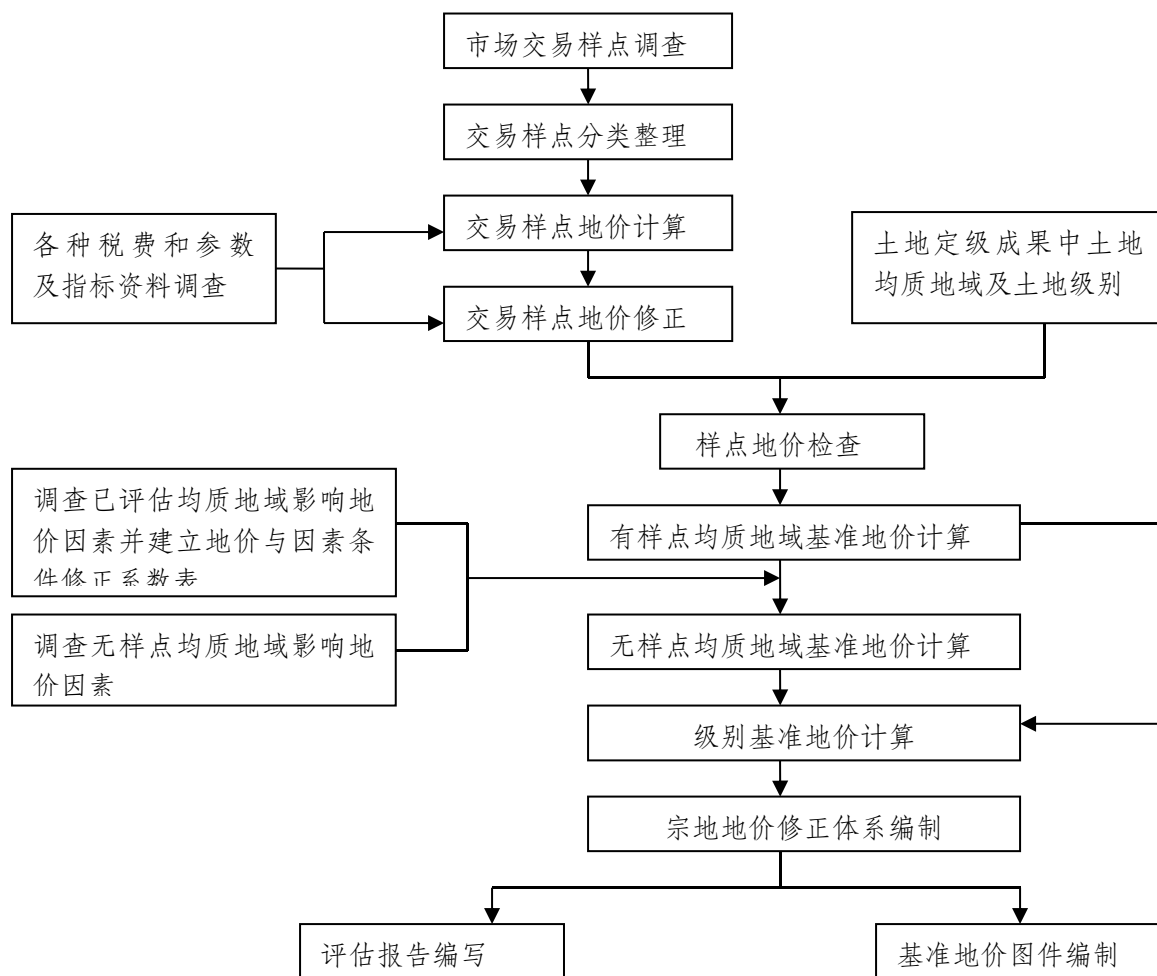 市场交易样点调查
交易样点分类整理
交易样点地价计算
各种税费和参数
及指标资料调查
土地定级成果中土地
均质地域及土地级别
交易样点地价修正
样点地价检查
调查已评估均质地域影响地
价因素并建立地价与因素条
件修正系数表
有样点均质地域基准地价计算
调查无样点均质地域影响地
价因素
无样点均质地域基准地价计算
级别基准地价计算
宗地地价修正体系编制
评估报告编写
基准地价图件编制